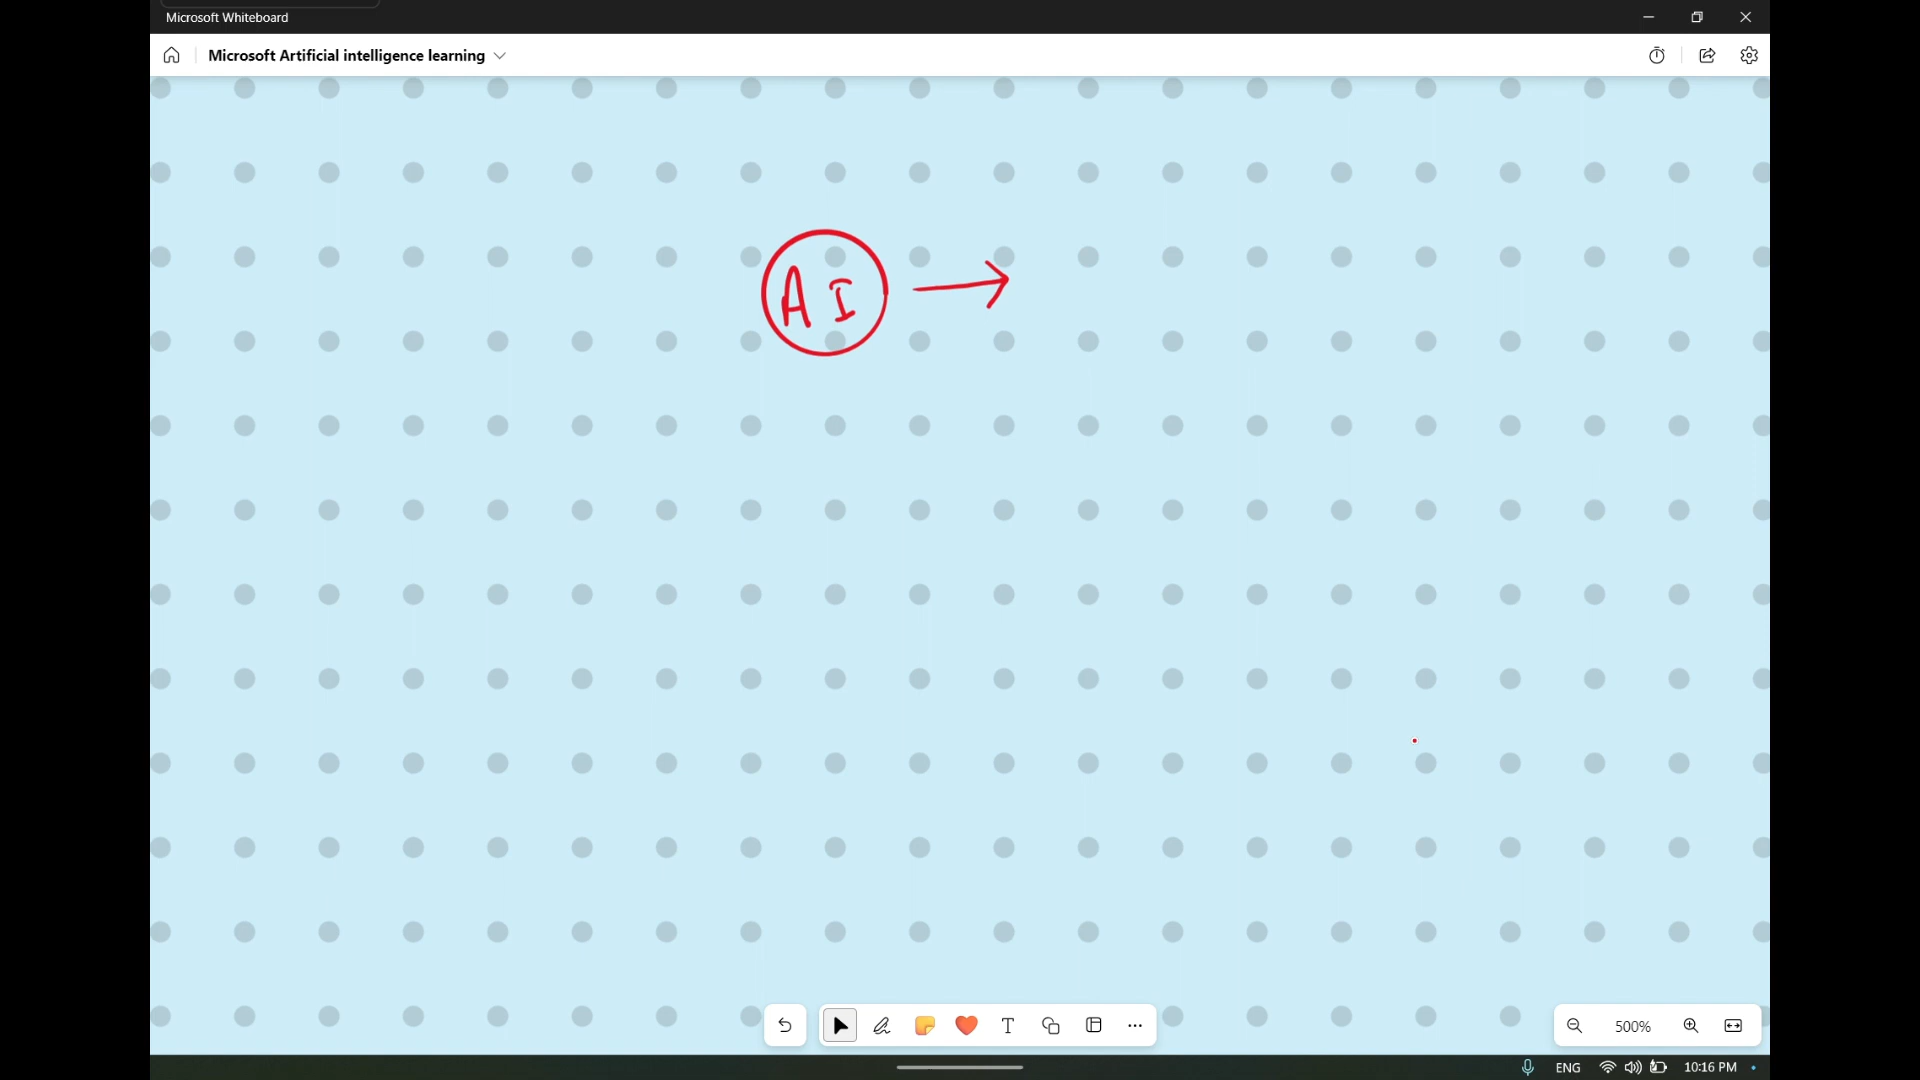 Microsoft Whiteboard
Microsoft Artificial intelligence learning
AI
500%
ENG
10:16 PM